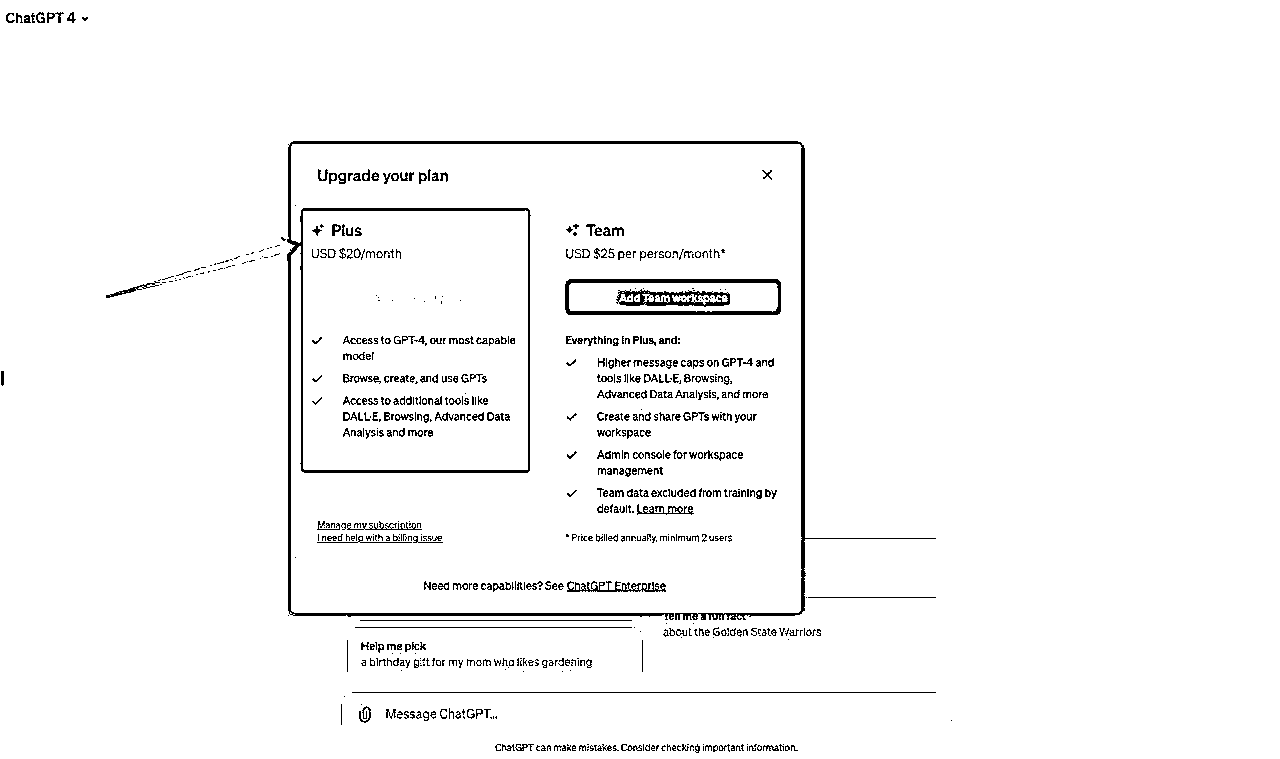 ChatGPT 4
Upgrade your plan
Plus
USD $20/month
Access to GPT-4, our most capable
model
Browse, create, and use GPTs
Access to additional tools like
DALL·E, Browsing, Advanced Data
Analysis and more
Manage my subscription
I need help with a billing issue
Team
USD $25 per person/month*
Add Team workspace
Everything in Plus, and:
Higher message caps on GPT-4 and
tools like DALL·E, Browsing,
Advanced Data Analysis, and more
Create and share GPTs with your
workspace
Admin console for workspace
management
Team data excluded from training by
default. Learn more
* Price billed annually, minimum 2 users
Need more capabilities? See ChatGPT Enterprise
Help me pick
a birthday gift for my mom who likes gardening
Tell me a fun fact
about the Golden State Warriors
Message ChatGPT...
ChatGPT can make mistakes. Consider checking important information.